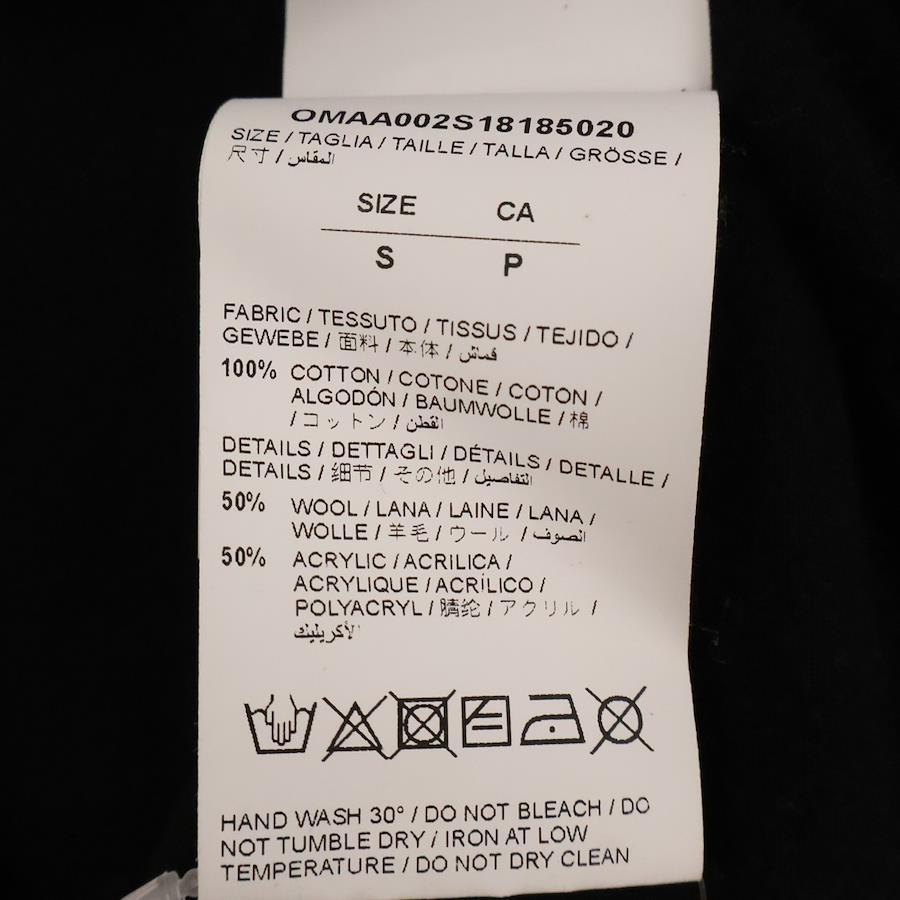 OMAA002S18185020
SIZE / TAGLIA / TAILLE / TALLA / GRÖSSE /
尺寸 / المقاس
SIZE CA
S P
FABRIC / TESSUTO / TISSUS / TEJIDO /
GEWEBE / 面料 / 本体 / قماش
100% COTTON / COTONE / COTON /
ALGODÓN / BAUMWOLLE / 棉
/ コットン / القطن
DETAILS / DETTAGLI / DÉTAILS / DETALLE /
DETAILS / 细节 / その他 / التفاصيل
50% WOOL / LANA / LAINE / LANA /
WOLLE / 羊毛 / ウール / الصوف
50% ACRYLIC / ACRILICA /
ACRYLIQUE / ACRÍLICO /
POLYACRYL / 腈纶 / アクリル /
الأكريليك
HAND WASH 30° / DO NOT BLEACH / DO
NOT TUMBLE DRY / IRON AT LOW
TEMPERATURE / DO NOT DRY CLEAN